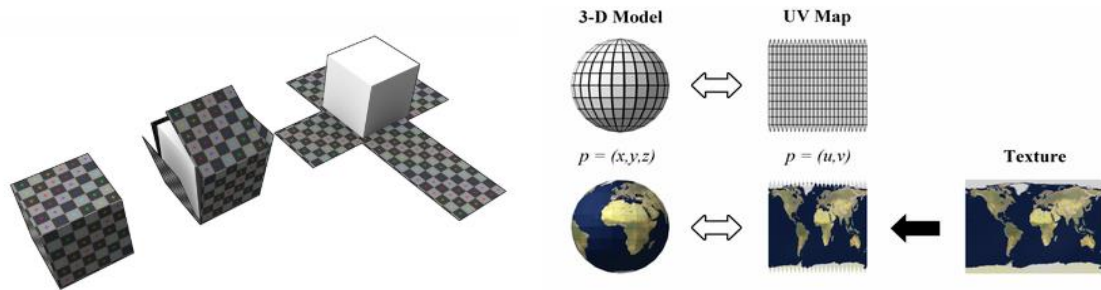 3-D Model
UV Map
p = (x,y,z)
p = (u,v)
Texture